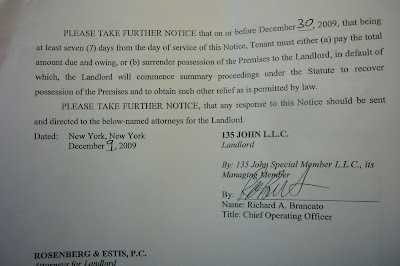 PLEASE TAKE FURTHER NOTICE that on or before December 30, 2009, that being
at least seven (7) days from the day of service of this Notice, Tenant must either (a) pay the total
amount due and owing, or (b) surrender possession of the Premises to the Landlord, in default of
which, the Landlord will commence summary proceedings under the Statute to recover
possession of the Premises and to obtain such other relief as is permitted by law.
PLEASE TAKE FURTHER NOTICE, that any response to this Notice should be sent
and directed to the below-named attorneys for the Landlord.
Dated: New York, New York
December 9, 2009
135 JOHN L.L.C.
Landlord
By: 135 John Special Member L.L.C., its
Managing Member
By:
Name: Richard A. Brancato
Title: Chief Operating Officer
ROSENBERG & ESTIS, P.C.
Attorneys for Landlord